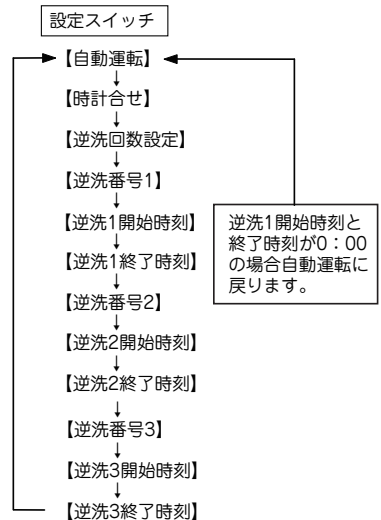 設定スイッチ
【自動運転】
【時計合せ】
【逆洗回数設定】
【逆洗番号1】
【逆洗1開始時刻】
【逆洗1終了時刻】
【逆洗番号2】
【逆洗2開始時刻】
【逆洗2終了時刻】
【逆洗番号3】
【逆洗3開始時刻】
【逆洗3終了時刻】
逆洗1開始時刻と
終了時刻が0：00
の場合自動運転に
戻ります。